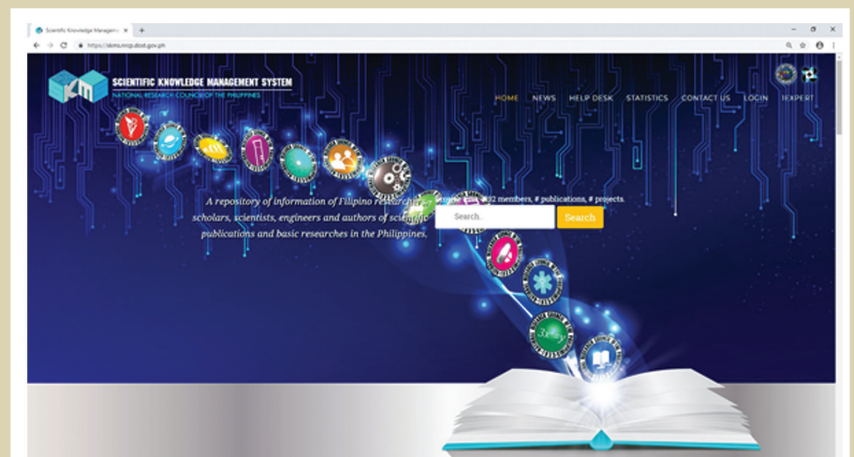 Scientific Knowledge Managem
https://skms.nrcp.dost.gov.ph
SKM
SCIENTIFIC KNOWLEDGE MANAGEMENT SYSTEM
NATIONAL RESEARCH COUNCIL OF THE PHILIPPINES
HOME NEWS HELP DESK STATISTICS CONTACT US LOGIN IEXPERT
A repository of information of Filipino
scholars, scientists, engineers and authors of
publications and basic researches in the Philippines.
members, # publications, # projects.
Search..
Search